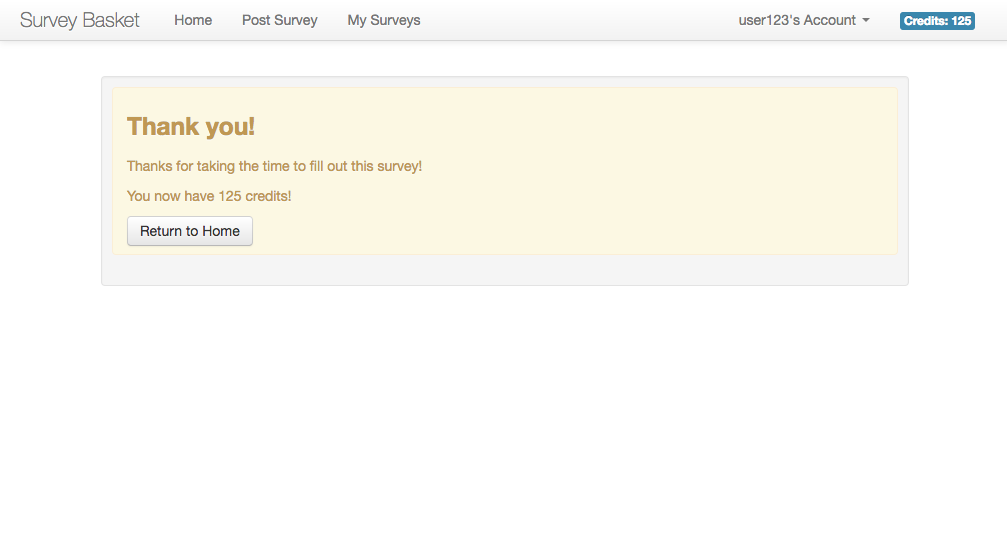 Survey Basket Home Post Survey My Surveys user123's Account Credits: 125
Thank you!
Thanks for taking the time to fill out this survey!
You now have 125 credits!
Return to Home